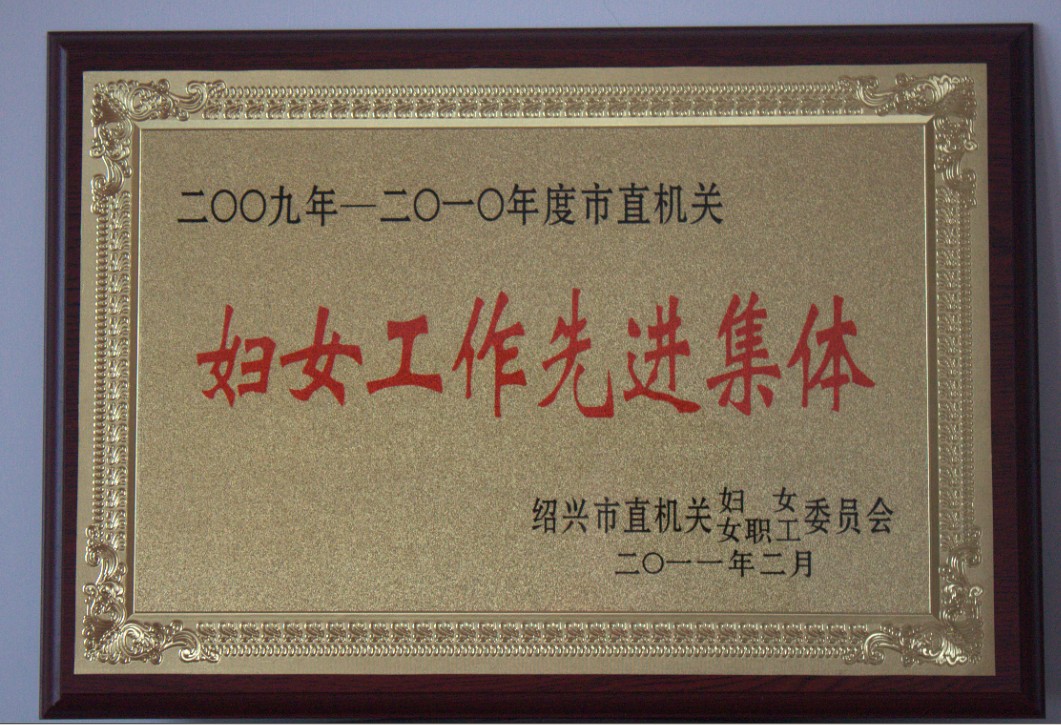 二〇〇九年—二〇一〇年度市直机关
妇女工作先进集体
绍兴市直机关妇女女职工委员会
二〇一一年二月